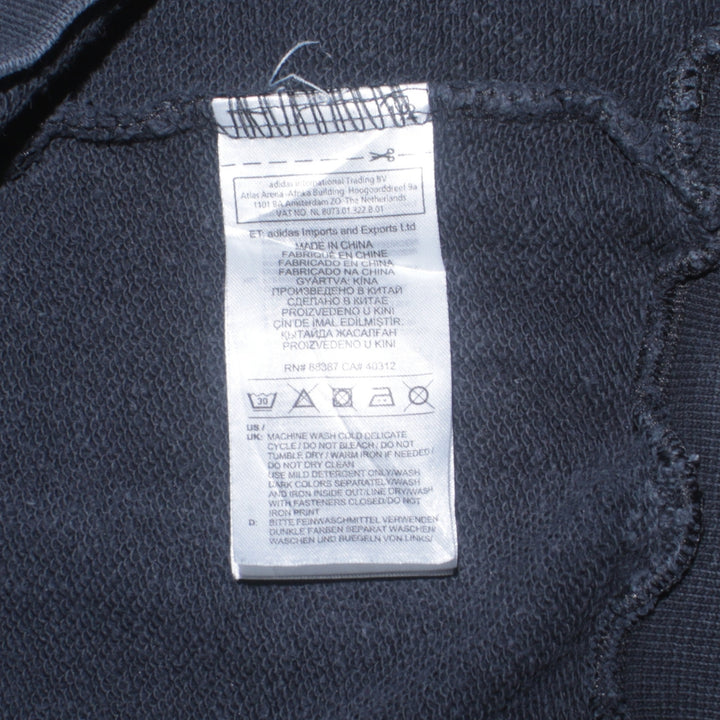 adidas International Trading BV
Atlas Arena-Afrika Building Hoogoorddreef 9a
1101 BA Amsterdam ZO-The Netherlands
VAT NO. NL 8073.01.322.B.01
ET: adidas Imports and Exports Ltd
MADE IN CHINA
FABRIQUÉ EN CHINE
FABRICADO EN CHINA
FABRICADO NA CHINA
GYÁRTVA: KÍNA
ПРОИЗВЕДЕНО В КИТАЙ
СДЕЛАНО В КИТАЕ
PROIZVEDENO U KINI
ÇİN'DE İMAL EDİLMİŞTİR.
ҚЫТАЙДА ЖАСАЛҒАН
PROIZVEDENO U KINI
RN# 88387 CA# 40312
30
US /
UK: MACHINE WASH COLD DELICATE
CYCLE / DO NOT BLEACH / DO NOT
TUMBLE DRY / WARM IRON IF NEEDED/
DO NOT DRY CLEAN
USE MILD DETERGENT ONLY/WASH
DARK COLORS SEPARATELY/WASH
AND IRON INSIDE OUT/LINE DRY/WASH
WITH FASTENERS CLOSED/DO NOT
IRON PRINT
D: BITTE FEINWASCHMITTEL VERWENDEN
DUNKLE FARBEN SEPARAT WASCHEN/
WASCHEN UND BUEGELN VON LINKS/